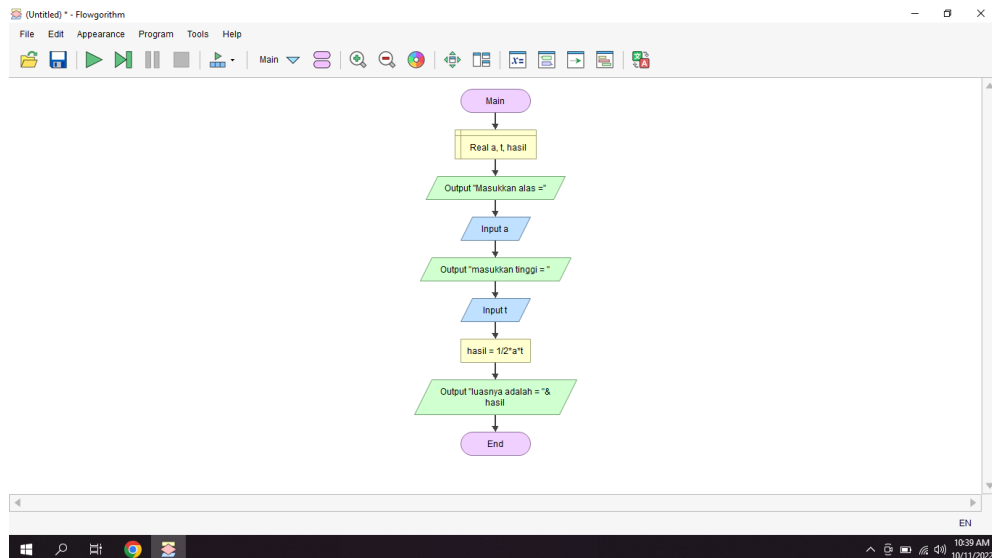 (Untitled) * - Flowgorithm
File Edit Appearance Program Tools Help
Main
X=
Main
Real a, t, hasil
Output "Masukkan alas ="
Input a
Output "masukkan tinggi = "
Input t
hasil = 1/2*a*t
Output "luasnya adalah = "&
hasil
End
EN
10:39 AM